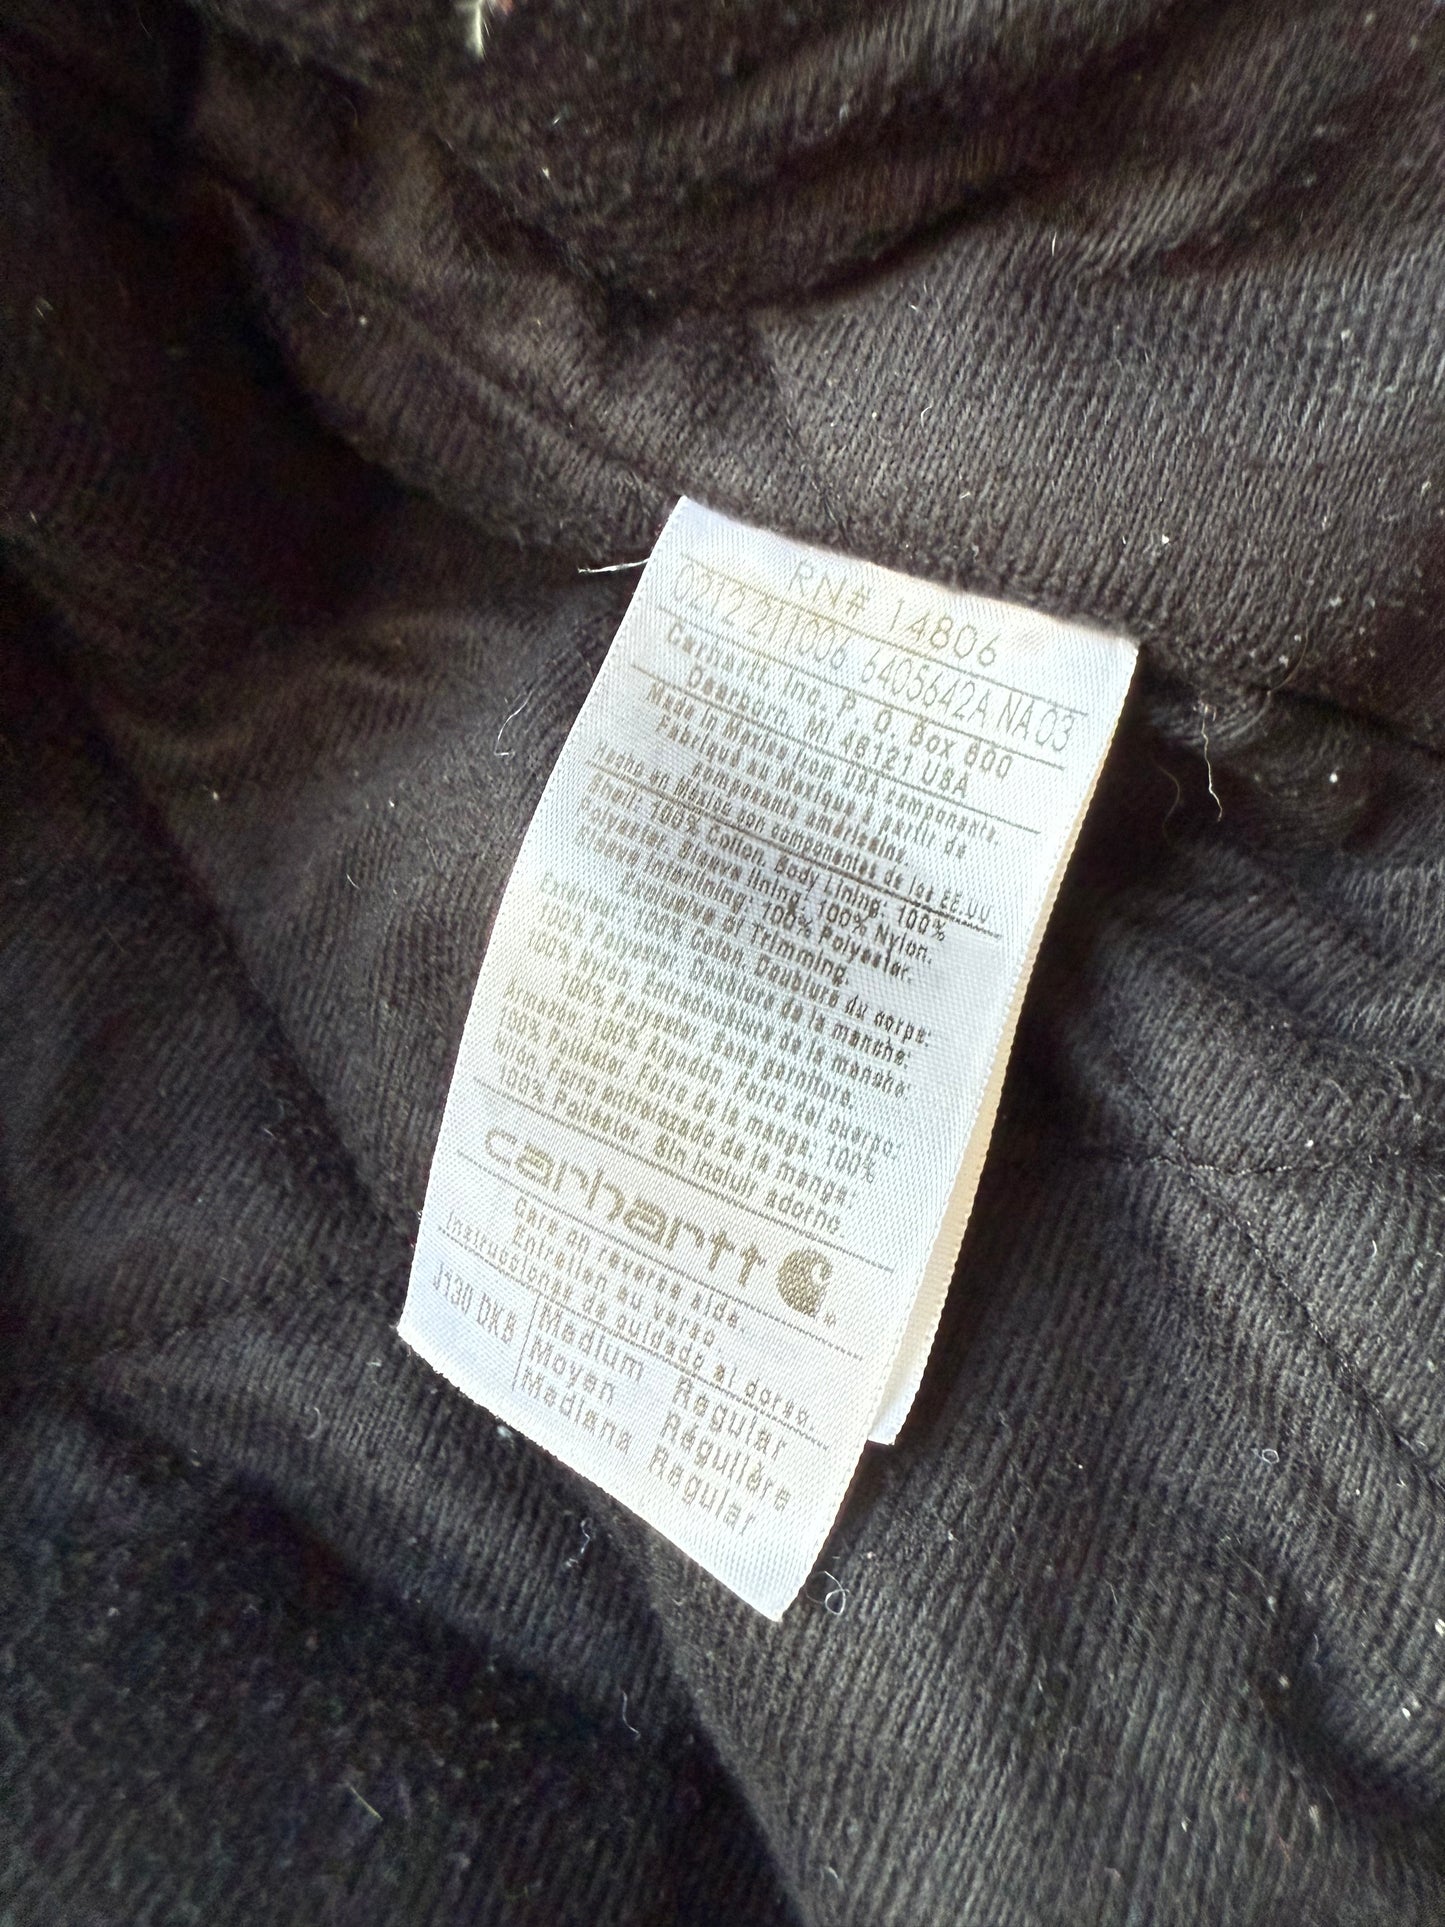 RN# 14806
0212 211006 6405642A NA 03
Carhartt, Inc. P. O. Box 600
Dearborn, MI 48121 USA
Made in Mexico from USA components.
Fabriqué au Mexique à partir de
composants américains.
Hecho en México con componentes de los EE.UU
Shell: 100% Cotton, Body Lining: 100%
Polyester, Sleeve lining, 100% Nylon,
Sleeve Interlining; 100% Polyester,
Exclusive of Trimming.
Extérieur: 100% Coton, Doublure du corps:
100% Polyester, Doublure de la manche:
100% Nylon, Entredoublure de la manche:
100% Polyester, Sans garniture.
Armazón: 100% Algodón, Forro del cuerpo:
100% Poliéster, Forro de la manga: 100%
Nilon, Forro entrelazado de la manga:
100% Poliéster, Sin incluir adorno
carhartt
Care on reverse side.
Entretien au verso.
Instrucciones de cuidado al dorso.
J130 DKB Medium Regular
Moyen Régulière
Mediana Regular